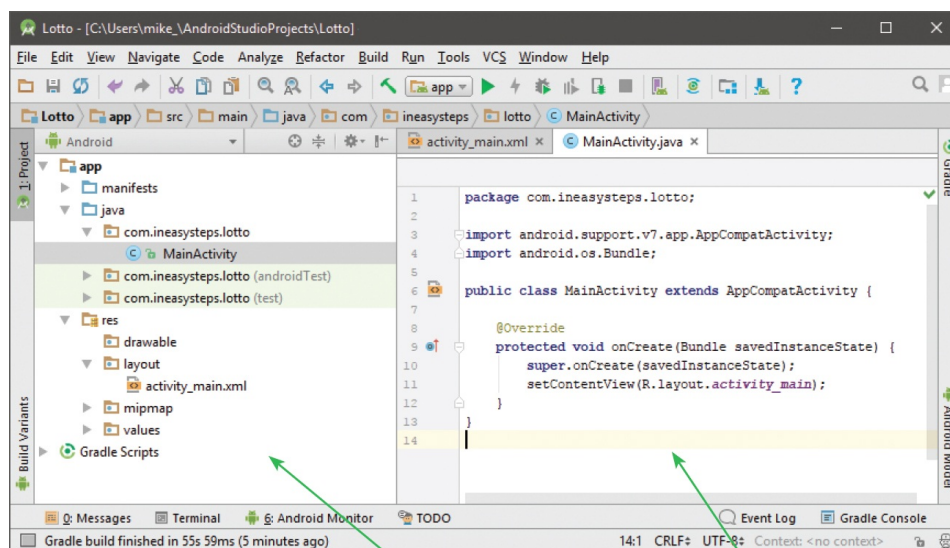 Lotto - [C:\Users\mike_\AndroidStudioProjects\Lotto]
File Edit View Navigate Code Analyze Refactor Build Run Tools VCS Window Help
app
Lotto app src main java com ineasysteps lotto MainActivity
1: Project
Android
activity_main.xml MainActivity.java
Gradle
app
manifests
java
com.ineasysteps.lotto
MainActivity
com.ineasysteps.lotto (androidTest)
com.ineasysteps.lotto (test)
res
drawable
layout
activity_main.xml
mipmap
values
Gradle Scripts
Build Variants
1 package com.ineasysteps.lotto;
2
3 import android.support.v7.app.AppCompatActivity;
4 import android.os.Bundle;
5
6 public class MainActivity extends AppCompatActivity {
7
8 @Override
9 protected void onCreate(Bundle savedInstanceState) {
10 super.onCreate(savedInstanceState);
11 setContentView(R.layout.activity_main);
12 }
13 }
14
Android Model
0: Messages Terminal 6: Android Monitor TODO Event Log Gradle Console
Gradle build finished in 55s 59ms (5 minutes ago) 14:1 CRLF UTF-8 Context: <no context>